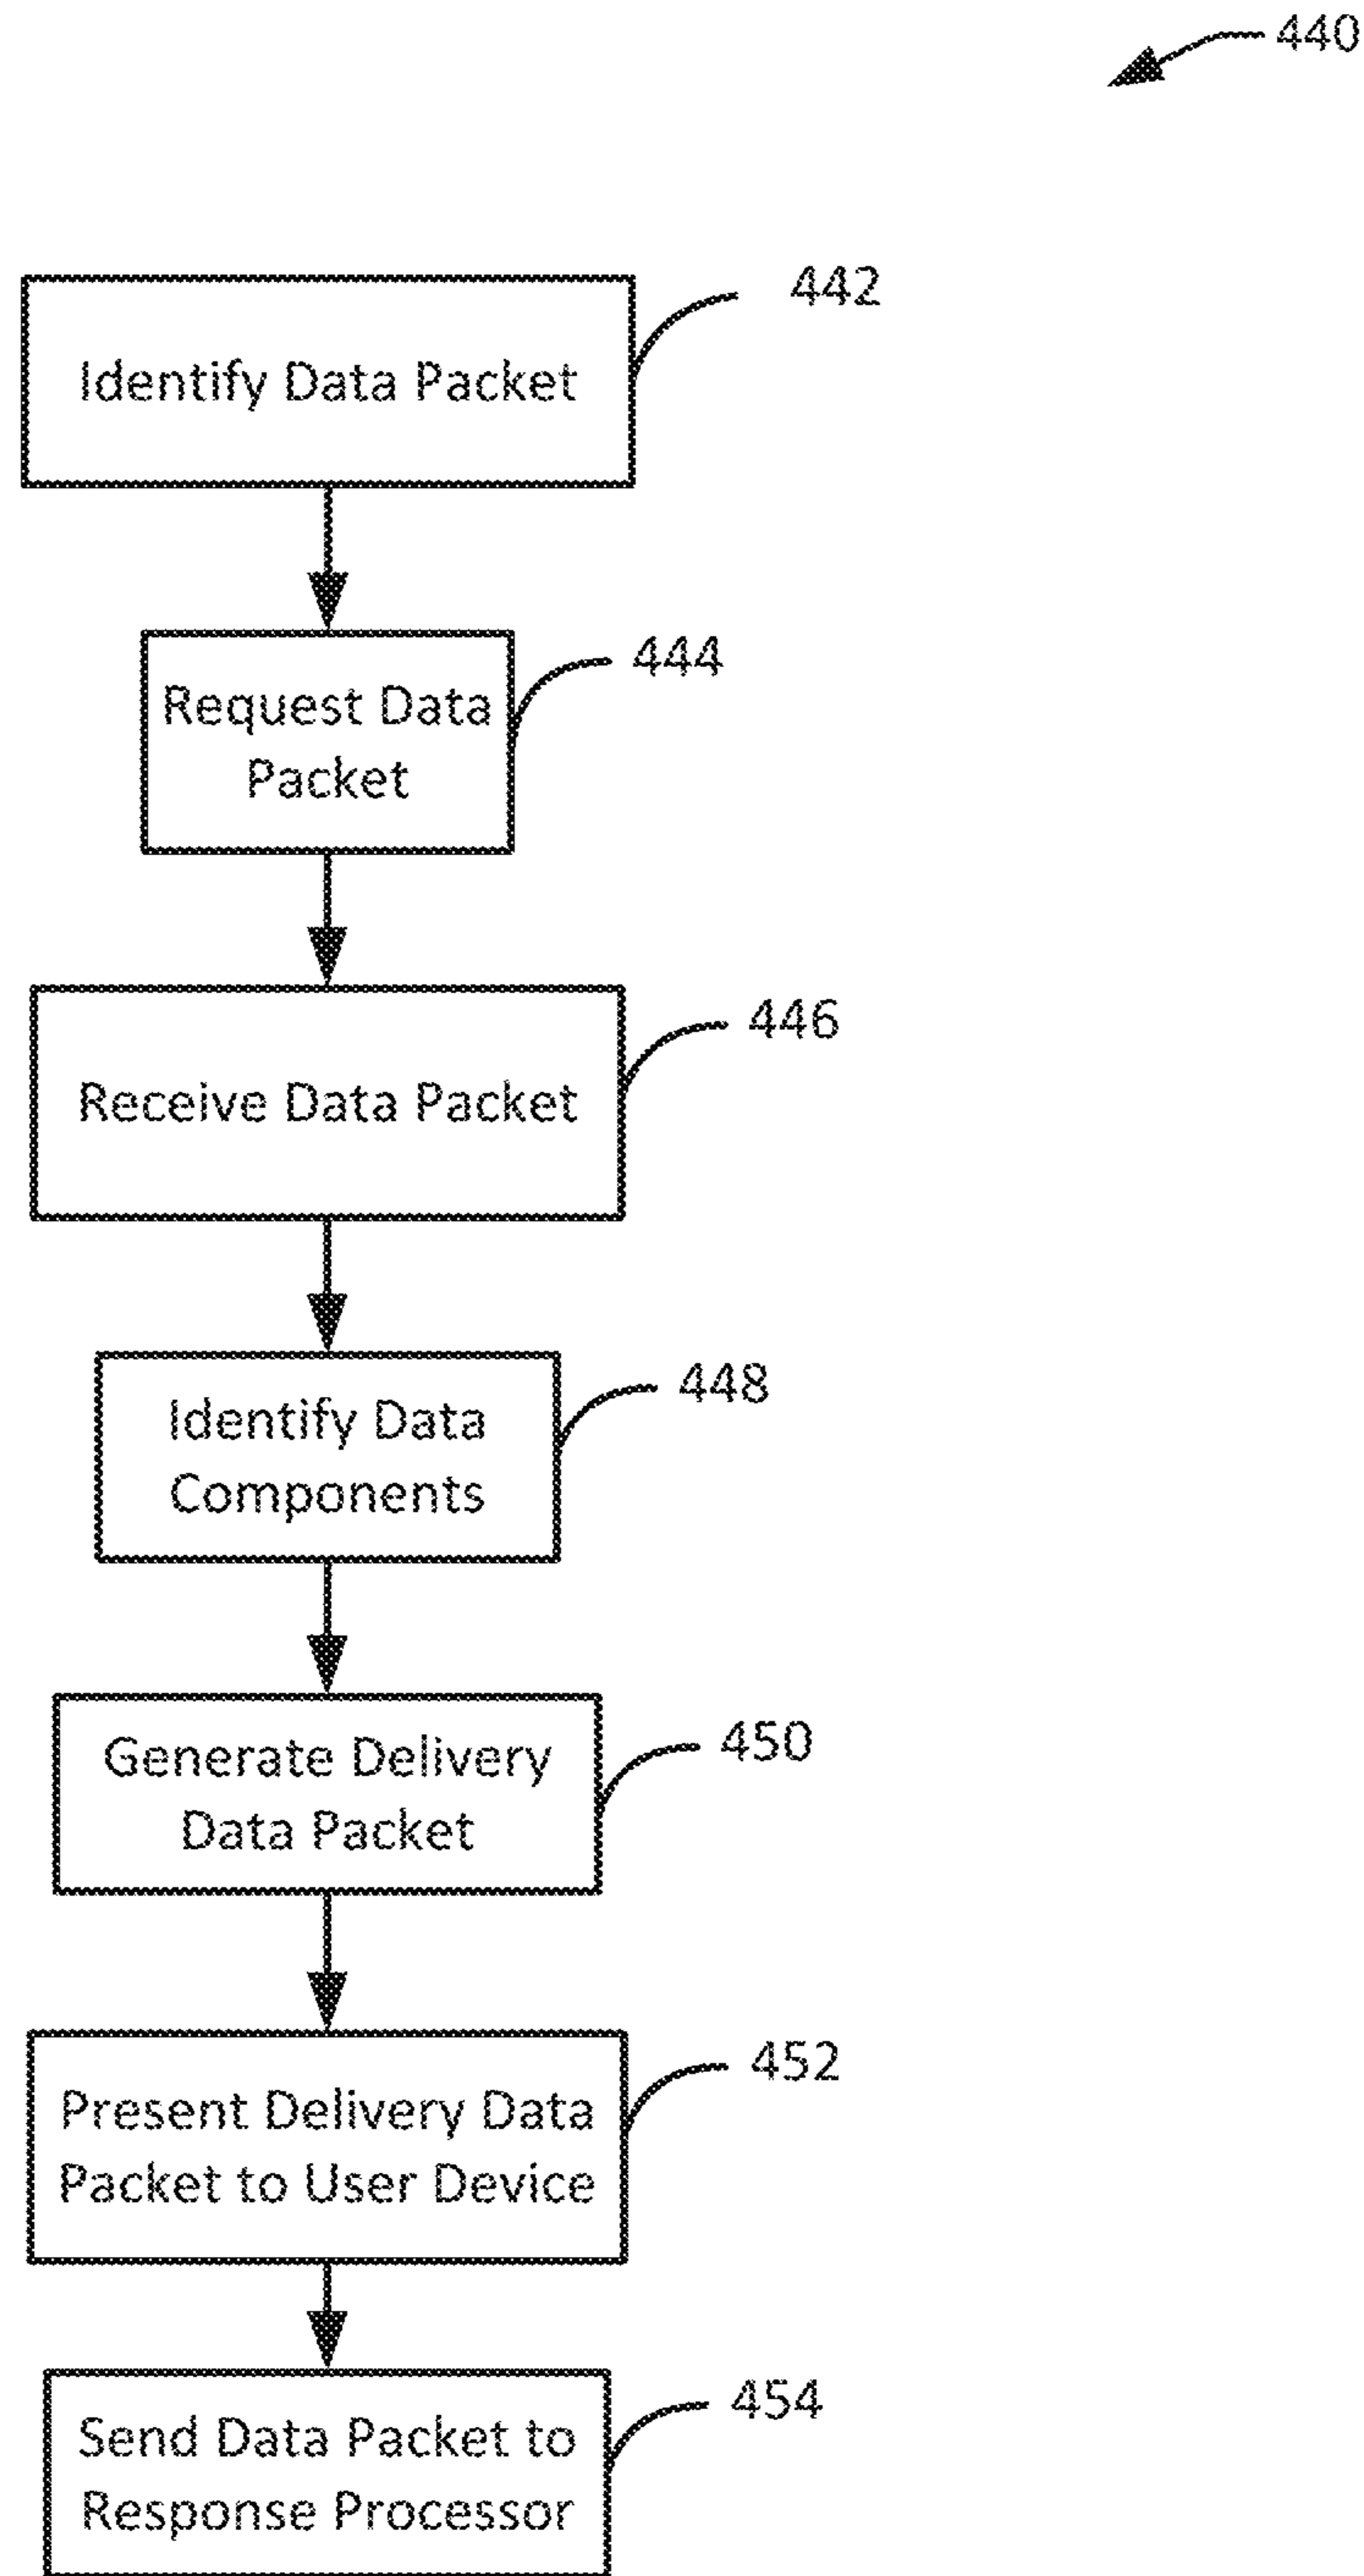 440
442
Identify Data Packet
444
Request Data
Packet
446
Receive Data Packet
448
Identify Data
Components
450
Generate Delivery
Data Packet
452
Present Delivery Data
Packet to User Device
454
Send Data Packet to
Response Processor